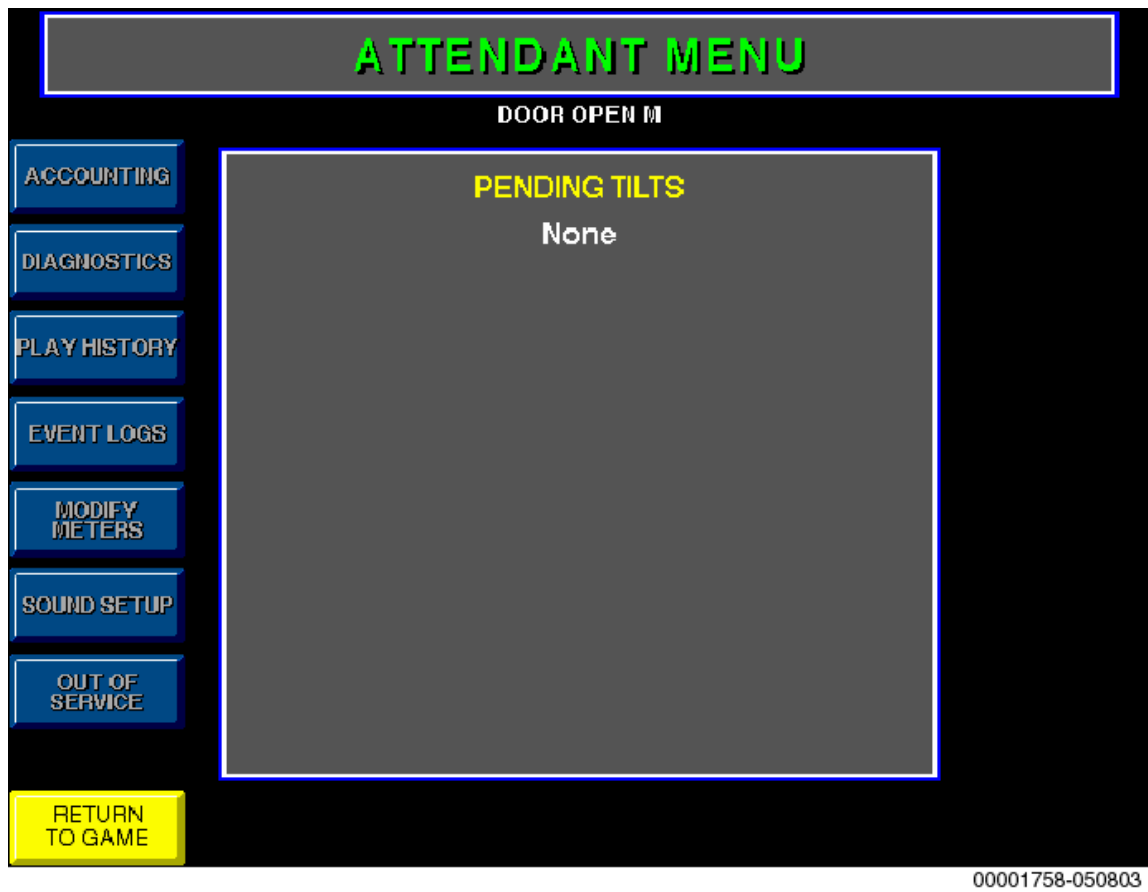 ATTENDANT MENU
DOOR OPEN M
ACCOUNTING
DIAGNOSTICS
PLAY HISTORY
EVENT LOGS
MODIFY
METERS
SOUND SETUP
OUT OF
SERVICE
RETURN
TO GAME
PENDING TILTS
None
00001758-050803